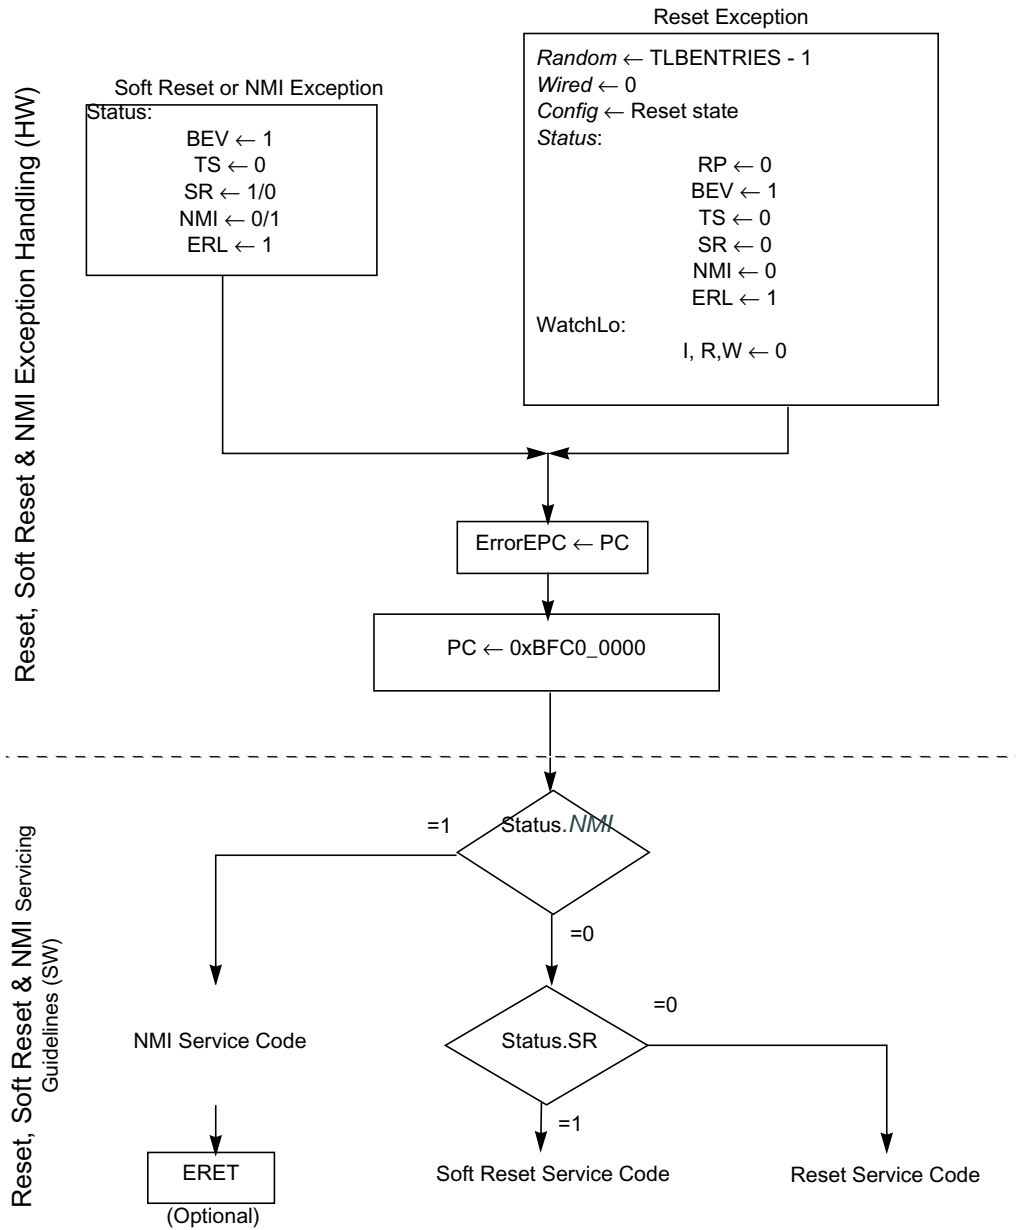 Reset Exception
Random ← TLBENTRIES - 1
Wired ← 0
Config ← Reset state
Status:
RP ← 0
BEV ← 1
TS ← 0
SR ← 0
NMI ← 0
ERL ← 1
WatchLo:
I, R,W ← 0
Soft Reset or NMI Exception
Status:
BEV ← 1
TS ← 0
SR ← 1/0
NMI ← 0/1
ERL ← 1
Reset, Soft Reset & NMI Exception Handling (HW)
ErrorEPC ← PC
PC ← 0xBFC0_0000
Reset, Soft Reset & NMI Servicing
Guidelines (SW)
Status.NMI
=1
=0
Status.SR
=0
=1
NMI Service Code
ERET
(Optional)
Soft Reset Service Code
Reset Service Code